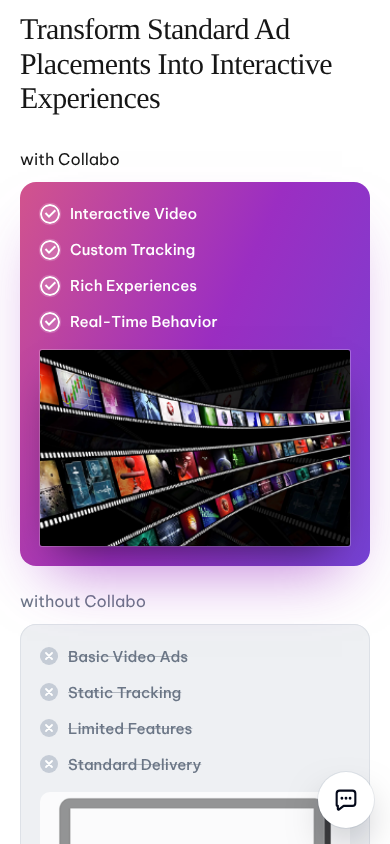 Transform Standard Ad
Placements Into Interactive
Experiences
with Collabo
Interactive Video
Custom Tracking
Rich Experiences
Real-Time Behavior
without Collabo
Basic Video Ads
Static Tracking
Limited Features
Standard Delivery